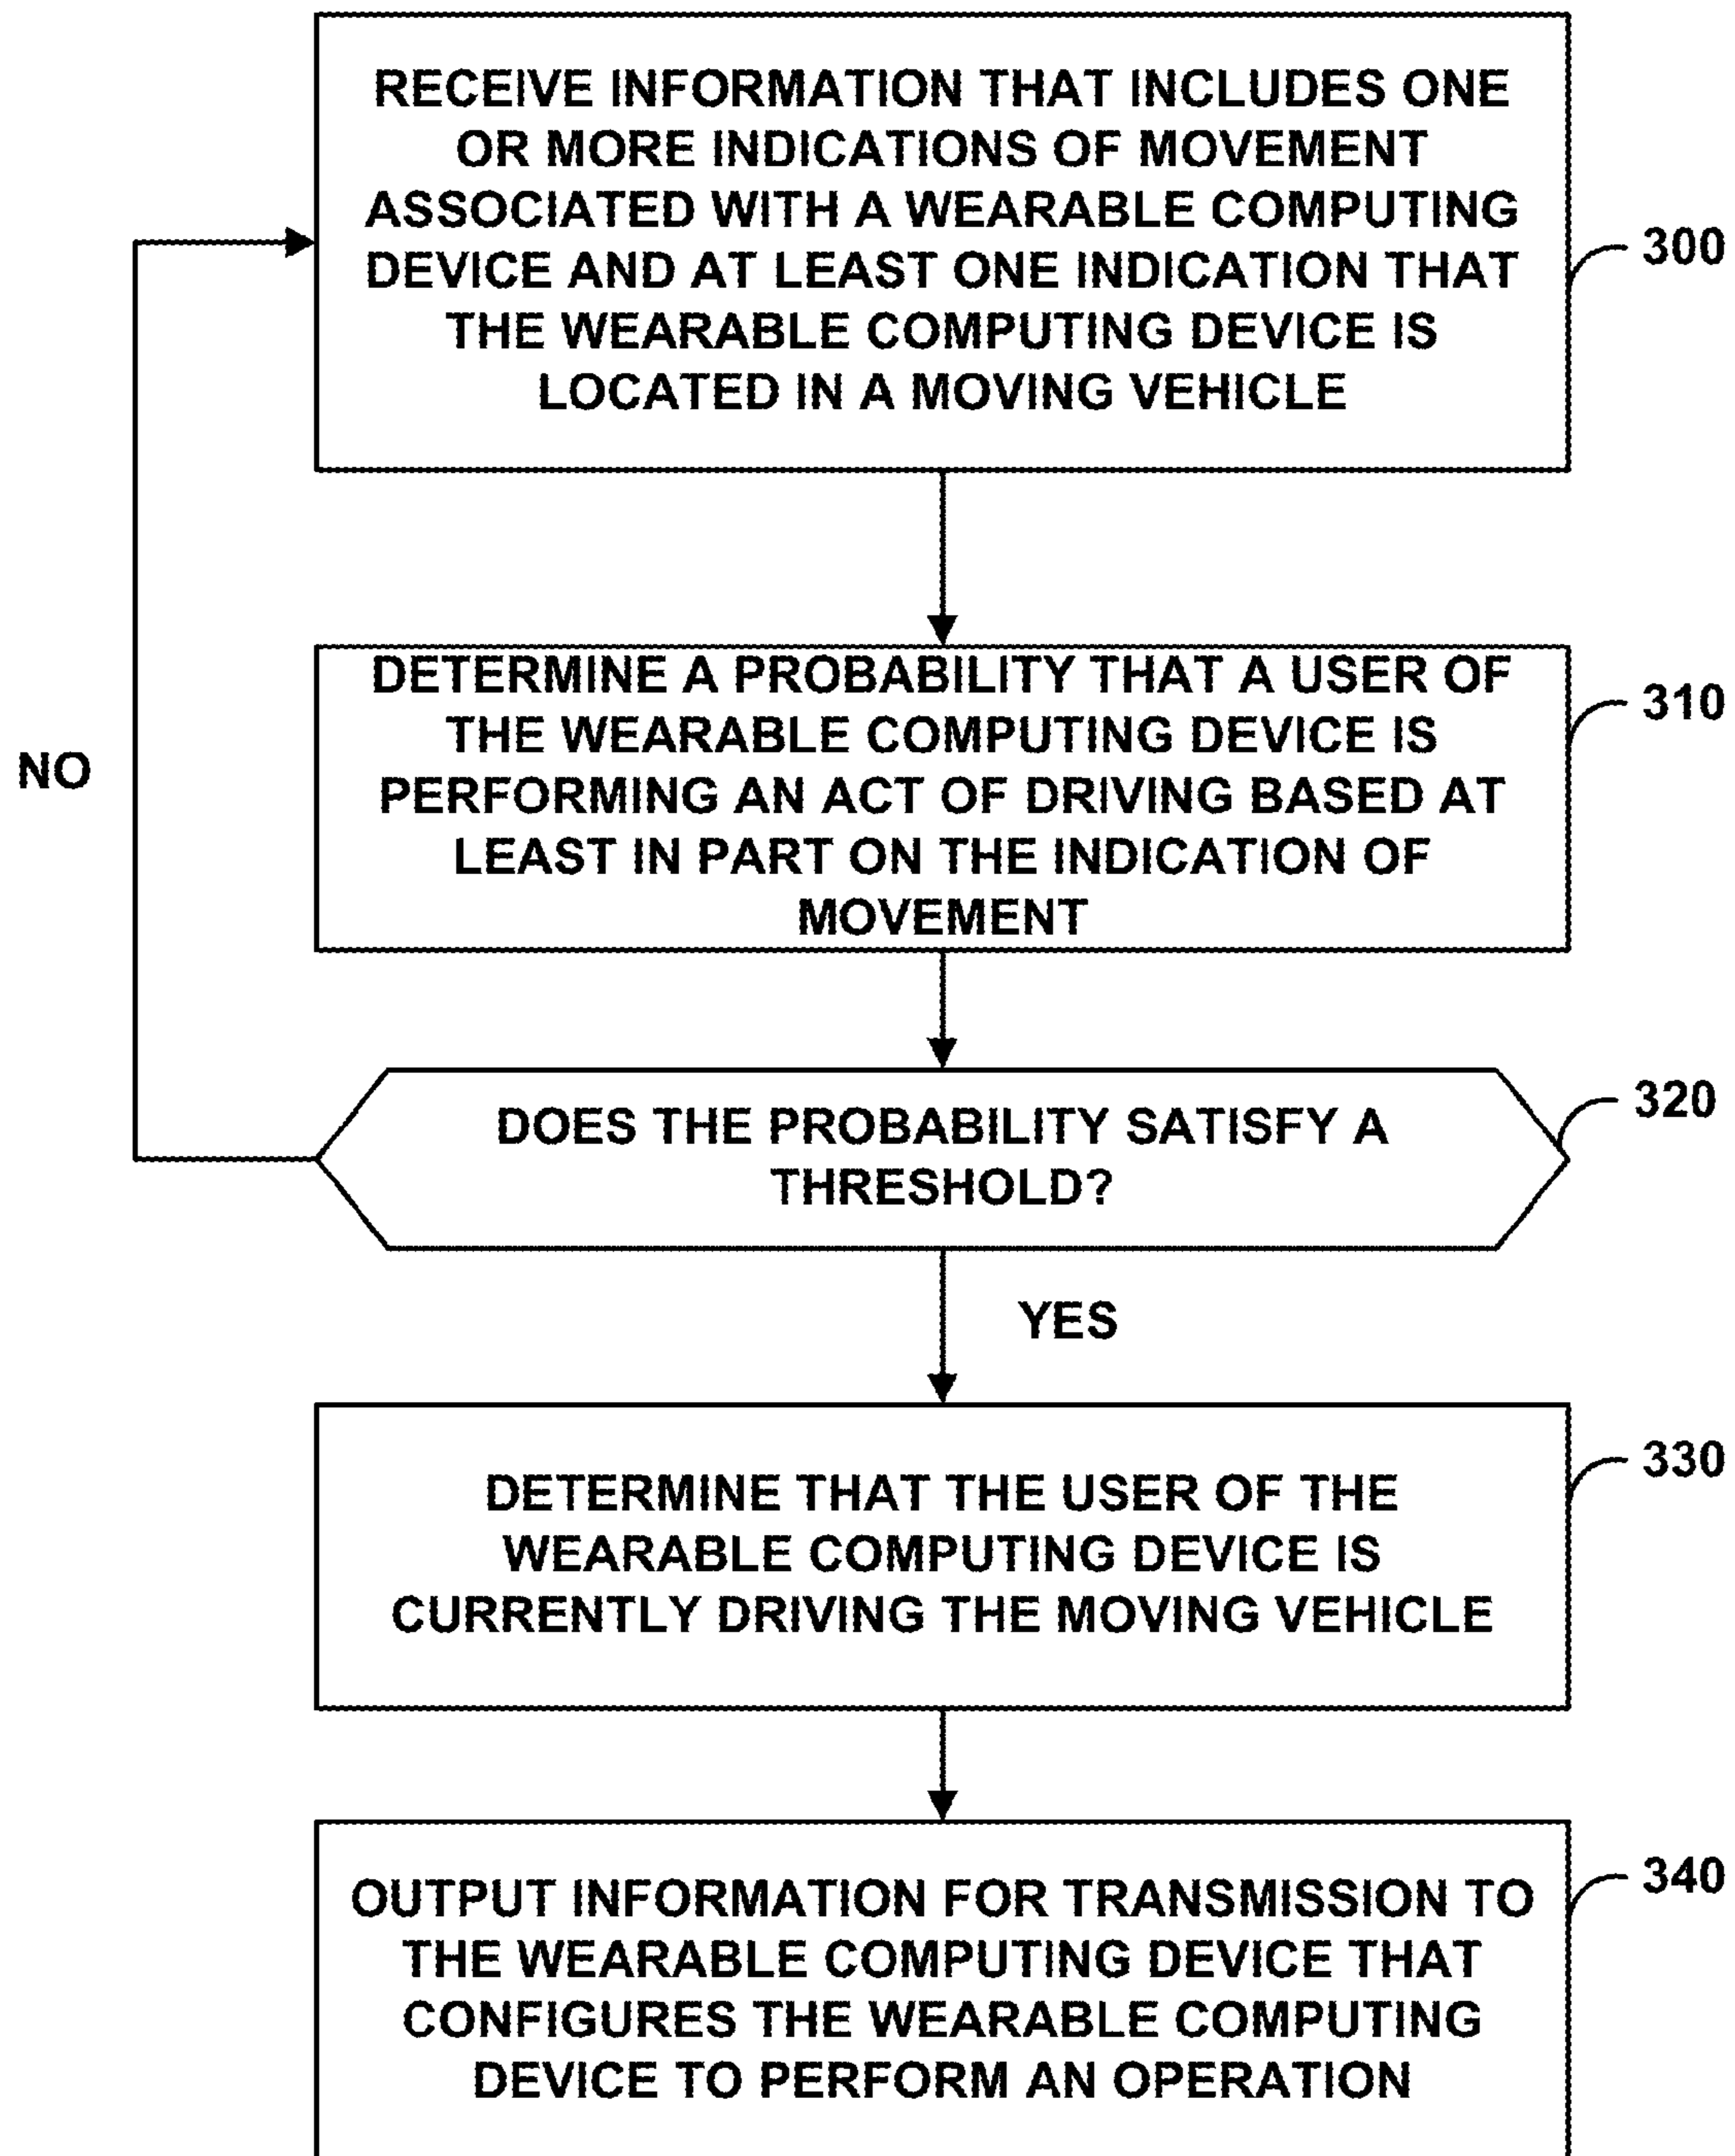 RECEIVE INFORMATION THAT INCLUDES ONE
OR MORE INDICATIONS OF MOVEMENT
ASSOCIATED WITH A WEARABLE COMPUTING
DEVICE AND AT LEAST ONE INDICATION THAT
THE WEARABLE COMPUTING DEVICE IS
LOCATED IN A MOVING VEHICLE
300
DETERMINE A PROBABILITY THAT A USER OF
THE WEARABLE COMPUTING DEVICE IS
PERFORMING AN ACT OF DRIVING BASED AT
LEAST IN PART ON THE INDICATION OF
MOVEMENT
310
NO
DOES THE PROBABILITY SATISFY A
THRESHOLD?
320
YES
DETERMINE THAT THE USER OF THE
WEARABLE COMPUTING DEVICE IS
CURRENTLY DRIVING THE MOVING VEHICLE
330
OUTPUT INFORMATION FOR TRANSMISSION TO
THE WEARABLE COMPUTING DEVICE THAT
CONFIGURES THE WEARABLE COMPUTING
DEVICE TO PERFORM AN OPERATION
340